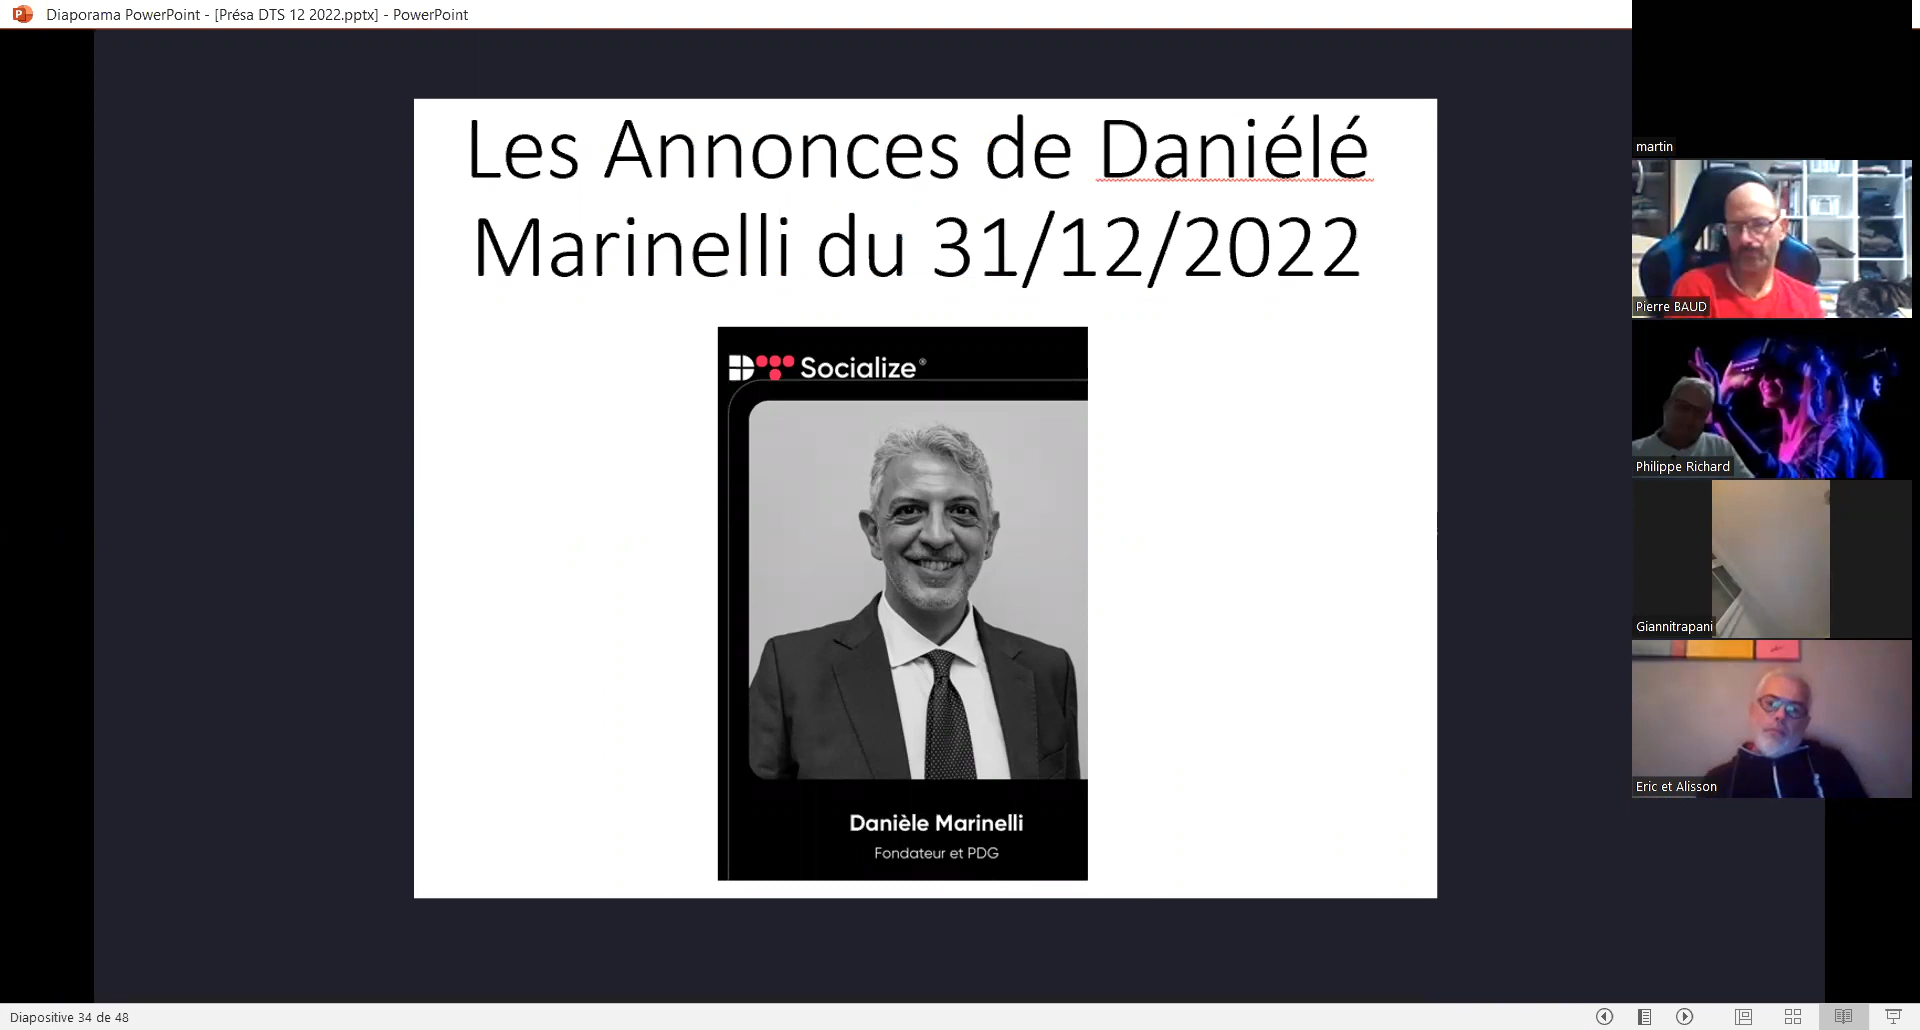 Diaporama PowerPoint - [Présa DTS 12 2022.pptx] - PowerPoint
Les Annonces de Daniélé
Marinelli du 31/12/2022
DT Socialize®
Danièle Marinelli
Fondateur et PDG
martin
Pierre BAUD
Philippe Richard
Giannitrapani
Eric et Alisson
Diapositive 34 de 48